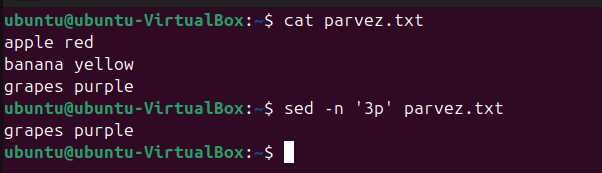 ubuntu@ubuntu-VirtualBox:~$ cat parvez.txt
apple red
banana yellow
grapes purple
ubuntu@ubuntu-VirtualBox:~$ sed -n '3p' parvez.txt
grapes purple
ubuntu@ubuntu-VirtualBox:~$